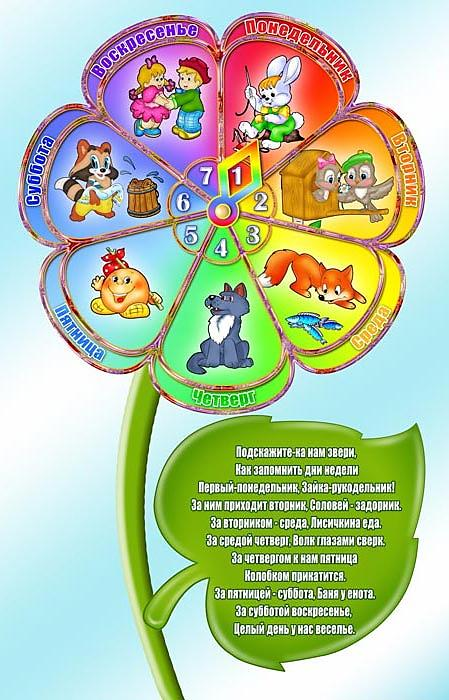 Понедельник
Вторник
Среда
Четверг
Пятница
Суббота
Воскресенье
1
2
3
4
5
6
7
Подскажите-ка нам звери,
Как запомнить дни недели
Первый-понедельник, Зайка-рукодельник!
За ним приходит вторник, Соловей - задорник.
За вторником - среда, Лисичкина еда.
За средой четверг, Волк глазами сверк.
За четвергом к нам пятница
Колобком прикатится.
За пятницей - суббота, Баня у енота.
За субботой воскресенье,
Целый день у нас веселье.